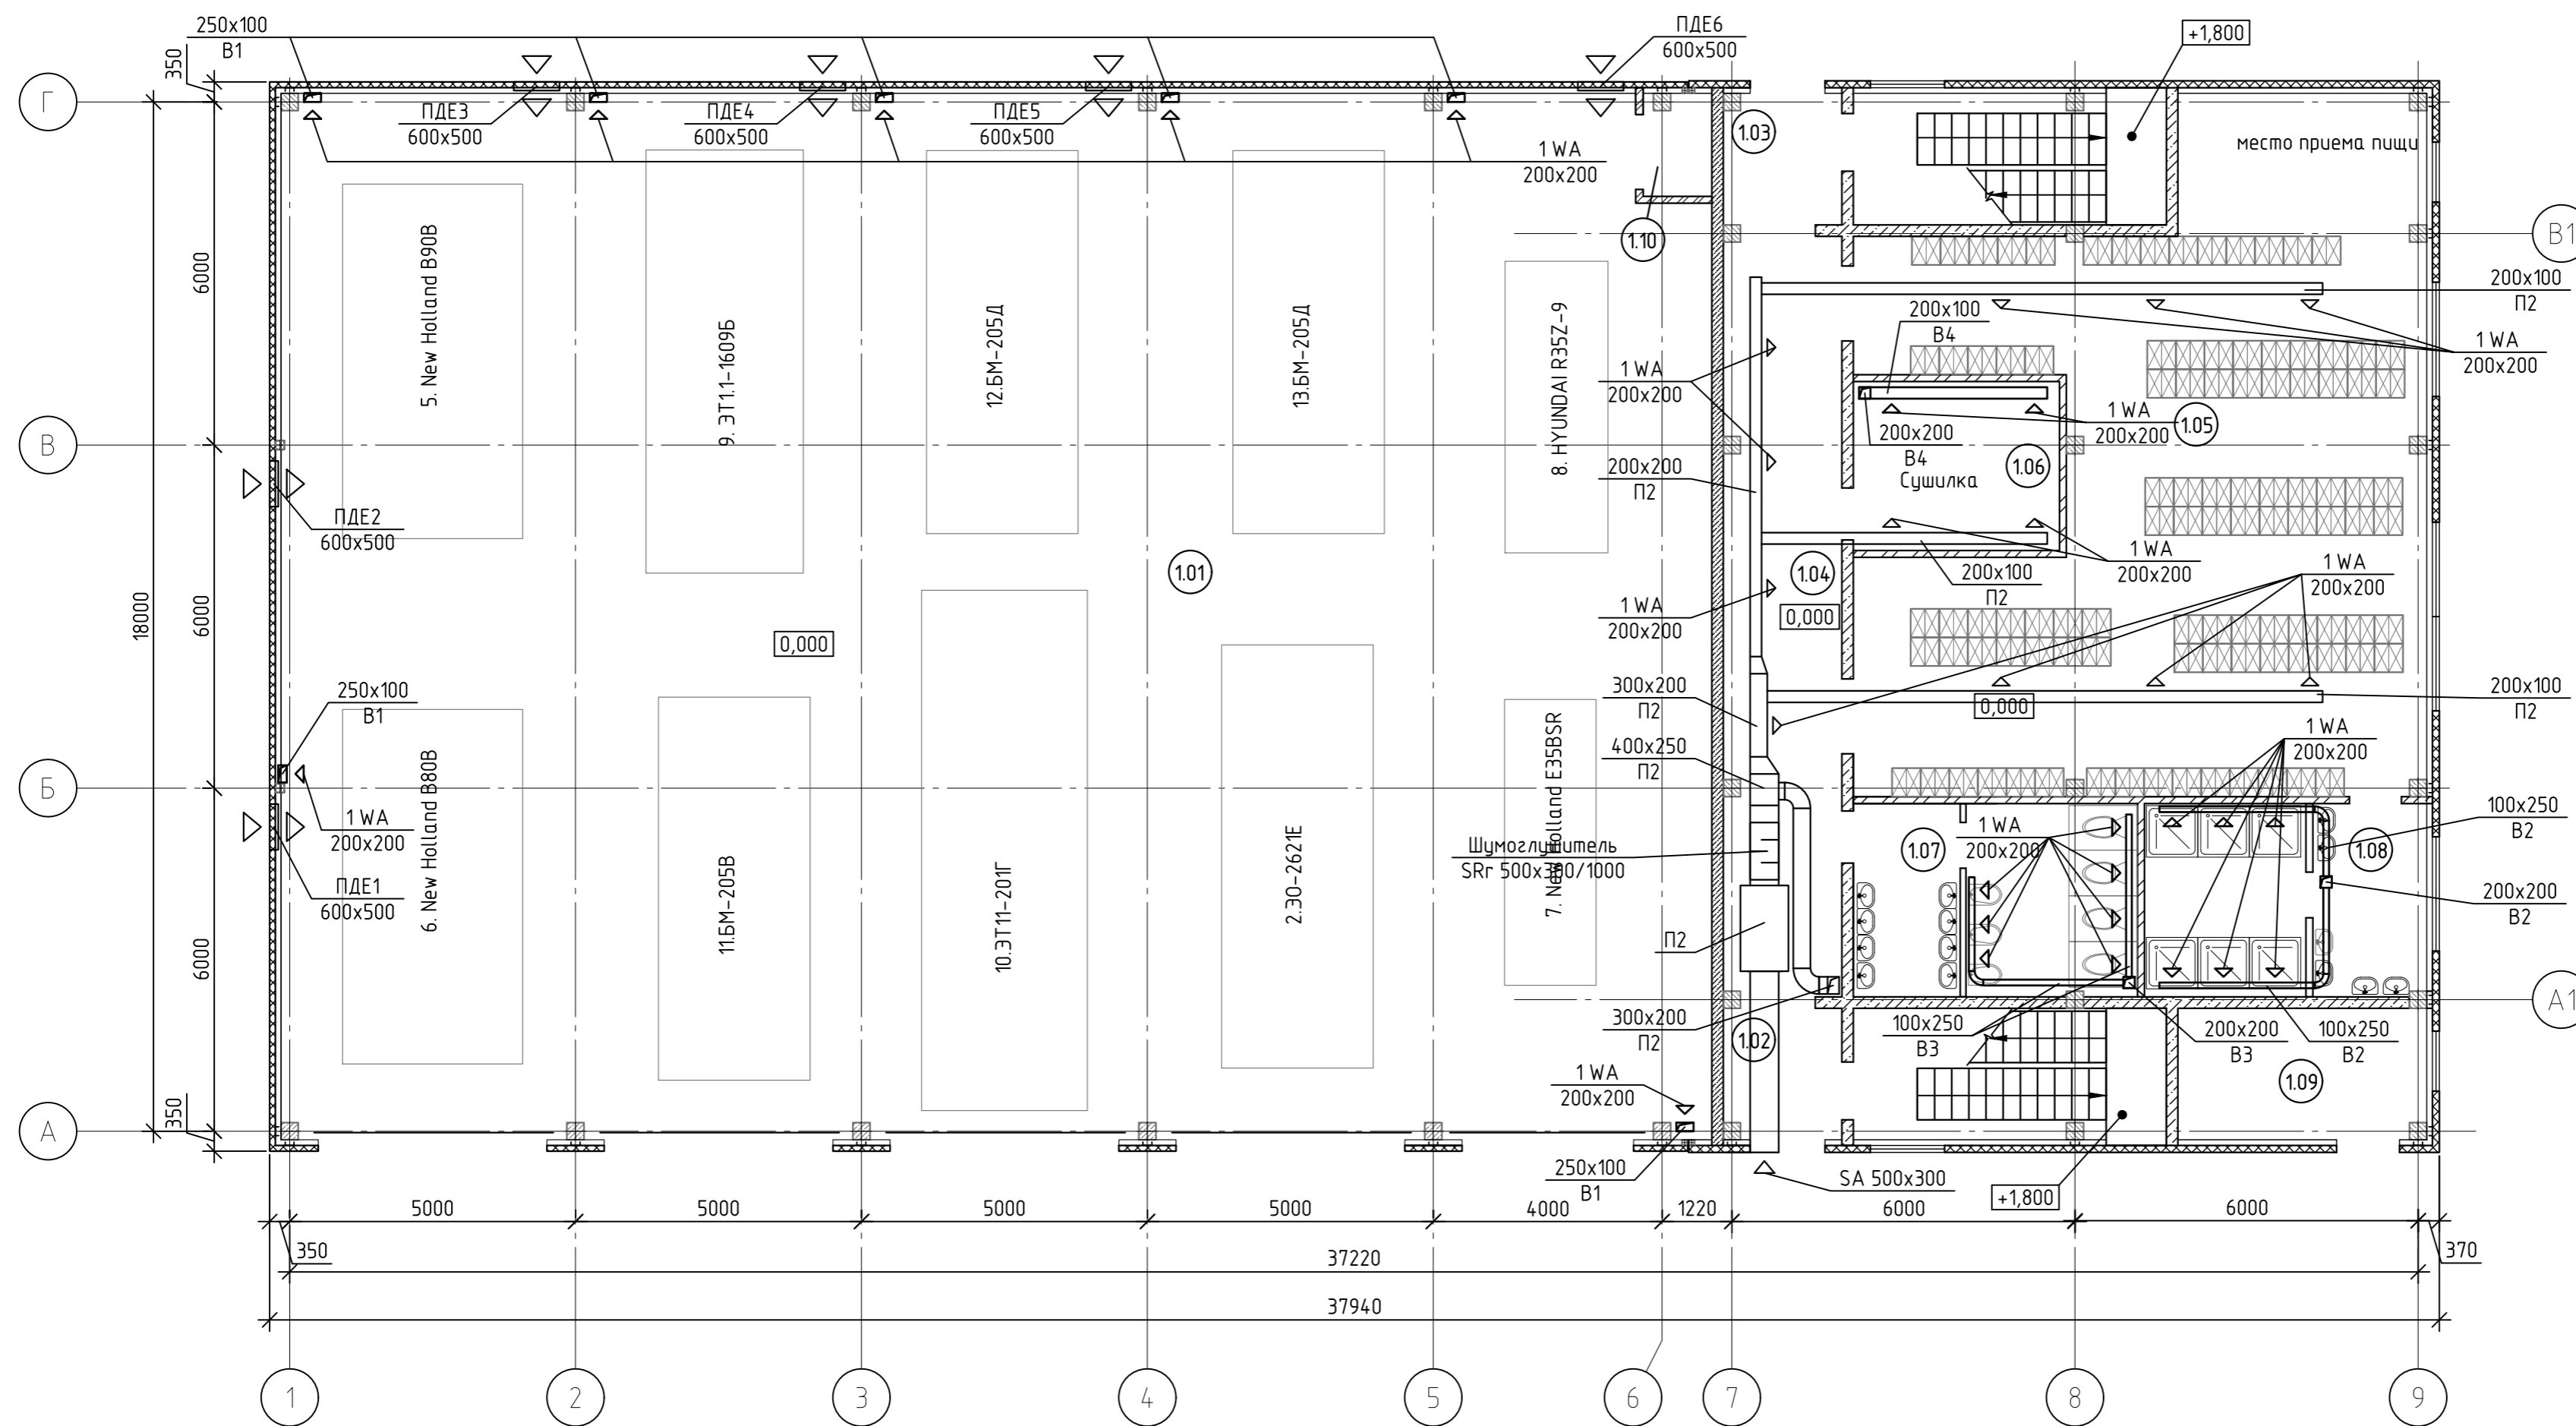 250x100
В1
ПДЕ6
600x500
+1,800
350
Г
ПДЕ3
600x500
ПДЕ4
600x500
ПДЕ5
600x500
1 WA
200x200
1.03
место приема пищи
1.10
В1
6000
5. New Holland B90B
9. ЭТ1.1-1609Б
12.БМ-205Д
13.БМ-205Д
8. HYUNDAI R35Z-9
200x100
П2
200x100
В4
1 WA
200x200
1 WA
200x200
1 WA
200x200
1.05
200x200
В4
В
1.06
Сушилка
200x200
П2
ПДЕ2
600x500
1 WA
200x200
1.01
1.04
200x100
П2
1 WA
200x200
18000
6000
1 WA
200x200
0,000
0,000
250x100
В1
300x200
П2
200x100
П2
0,000
400x250
П2
1 WA
200x200
Б
6. New Holland B80B
11.БМ-205В
10.ЭТ11-201Г
2.ЭО-2621Е
7. New Holland E35BSR
1 WA
200x200
Шумоглушитель
SRr 500x300/1000
1.07
1 WA
200x200
100x250
В2
1.08
ПДЕ1
600x500
200x200
В2
П2
6000
А1
300x200
П2
1.02
100x250
В3
200x200
В3
100x250
В2
1 WA
200x200
1.09
350
А
250x100
В1
SA 500x300
+1,800
5000
5000
5000
5000
4000
1220
6000
6000
350
37220
370
37940
1
2
3
4
5
6
7
8
9